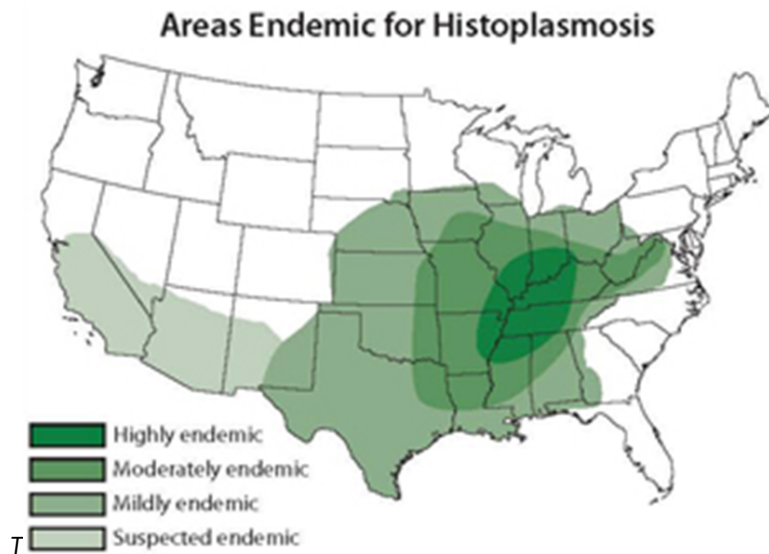 Areas Endemic for Histoplasmosis
Highly endemic
Moderately endemic
Mildly endemic
T
Suspected endemic